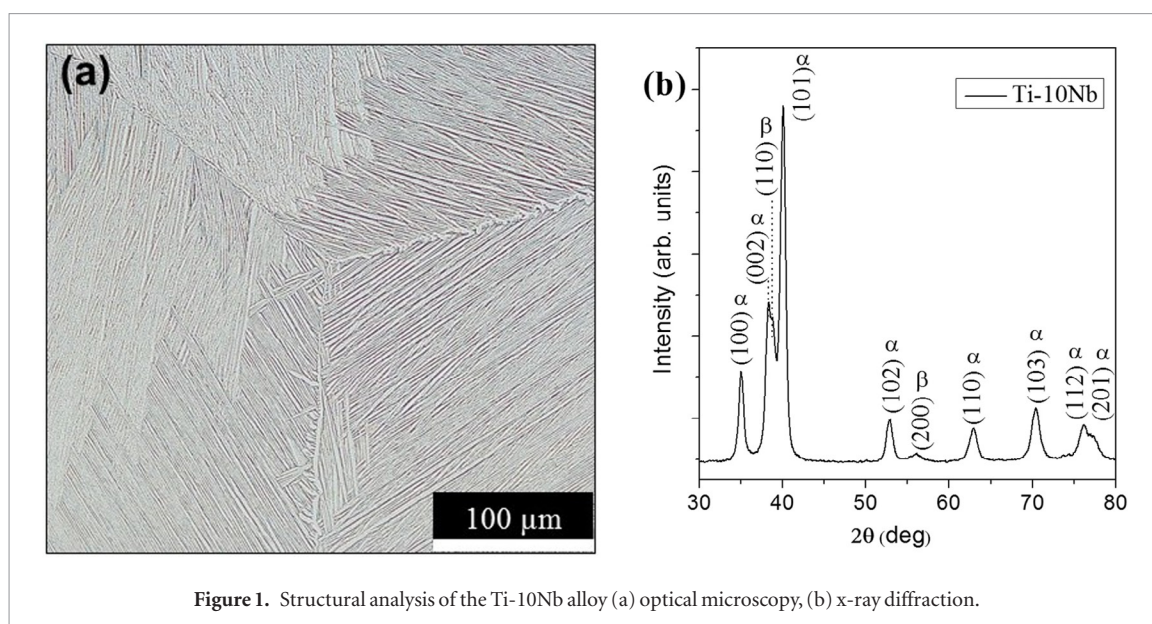 (a)
100 µm
(b)
Ti-10Nb
Intensity (arb. units)
(100) α
(002) α
(110) β
(101) α
(102) α
(200) β
(110) α
(103) α
(112) α
(201) α
30 40 50 60 70 80
2θ (deg)
Figure 1. Structural analysis of the Ti-10Nb alloy (a) optical microscopy, (b) x-ray diffraction.